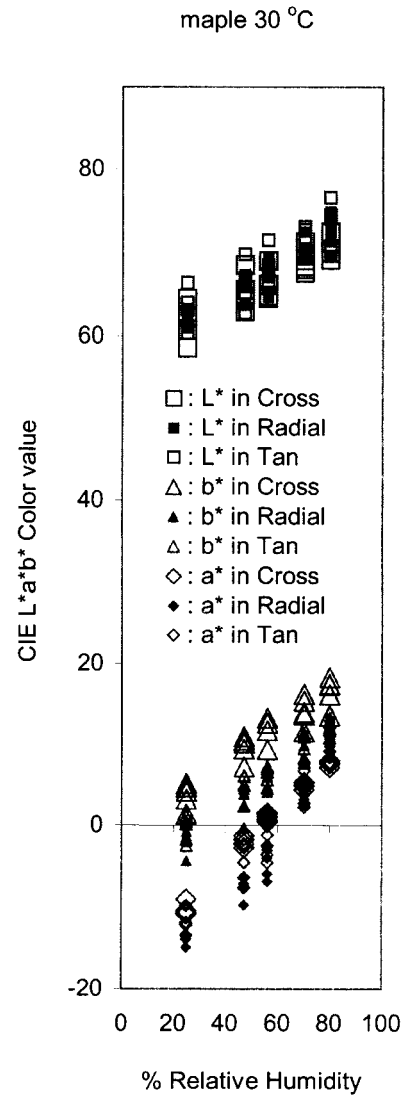 maple 30 °C
CIE L*a*b* Color value
80
60
40
20
0
-20
□ : L* in Cross
■ : L* in Radial
□ : L* in Tan
△ : b* in Cross
▲ : b* in Radial
△ : b* in Tan
◇ : a* in Cross
◆ : a* in Radial
◇ : a* in Tan
0 20 40 60 80 100
% Relative Humidity